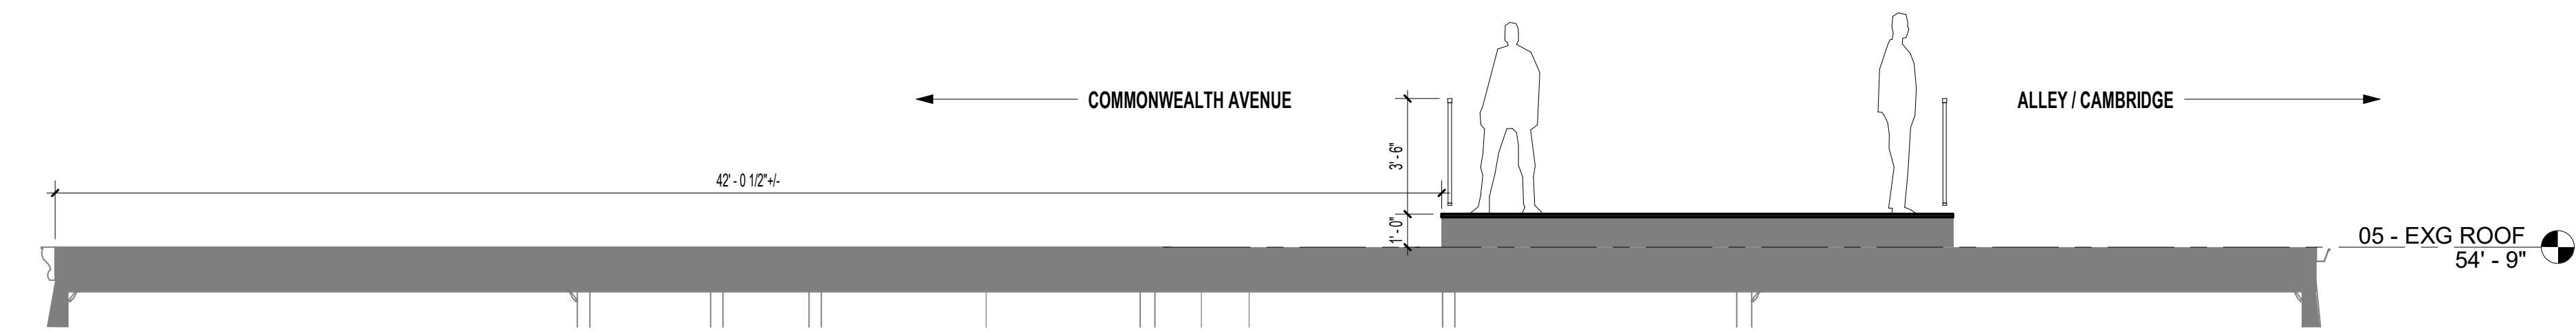 COMMONWEALTH AVENUE
ALLEY / CAMBRIDGE
3' - 6"
42' - 0 1/2"+/-
1' - 0"
05 - EXG ROOF
54' - 9"